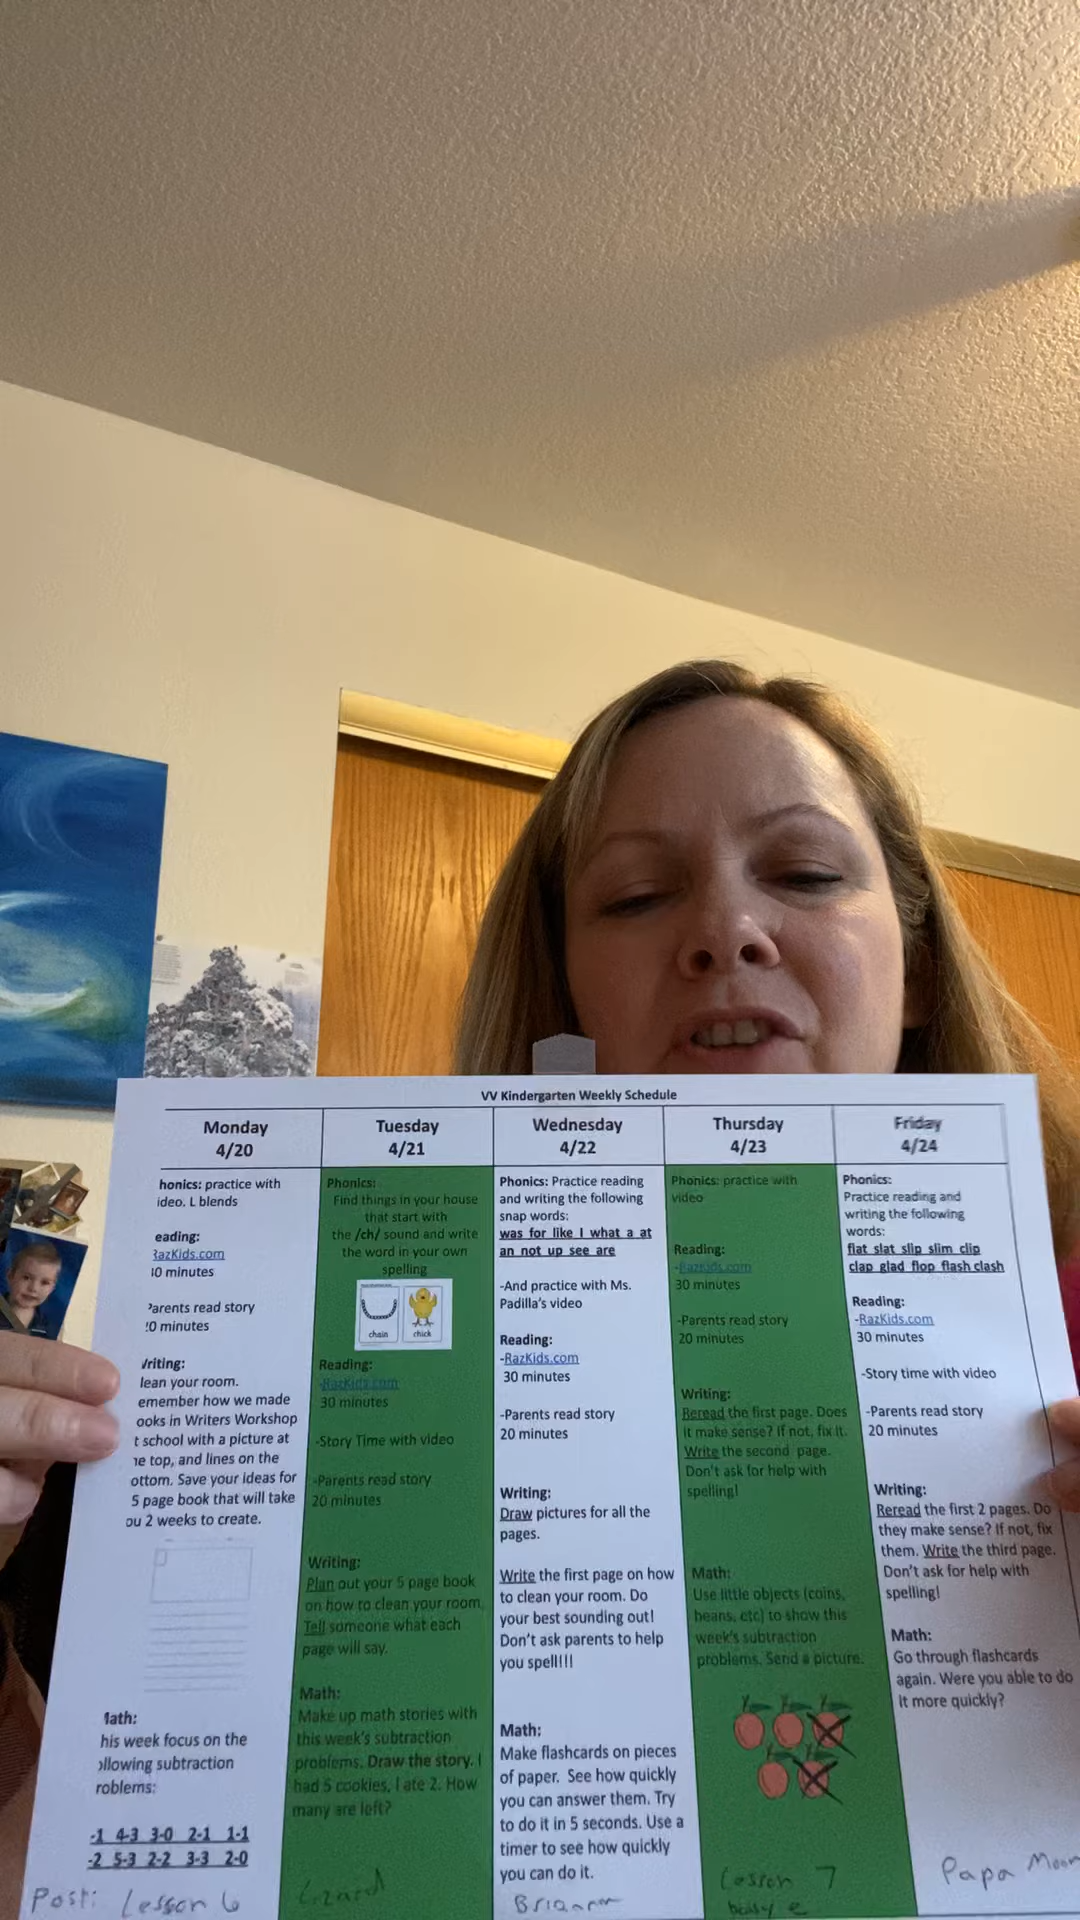 VV Kindergarten Weekly Schedule
Monday
4/20
honics: practice with
ideo. L blends
eading:
RazKids.com
0 minutes
Parents read story
0 minutes
Vriting:
lean your room.
emember how we made
ooks in Writers Workshop
t school with a picture at
ne top, and lines on the
ottom. Save your ideas for
5 page book that will take
ou 2 weeks to create.
Math:
his week focus on the
ollowing subtraction
roblems:
-1 4-3 3-0 2-1 1-1
-2 5-3 2-2 3-3 2-0
Post: Lesson 6
Tuesday
4/21
Phonics:
Find things in your house
that start with
the /ch/ sound and write
the word in your own
spelling
chain chick
Reading:
-RazKids.com
30 minutes
-Story Time with video
-Parents read story
20 minutes
Writing:
Plan out your 5 page book
on how to clean your room.
Tell someone what each
page will say.
Math:
Make up math stories with
this week's subtraction
problems. Draw the story. I
had 5 cookies, I ate 2. How
many are left?
Lizard
Wednesday
4/22
Phonics: Practice reading
and writing the following
snap words:
was for like I what a at
an not up see are
-And practice with Ms.
Padilla's video
Reading:
-RazKids.com
30 minutes
-Parents read story
20 minutes
Writing:
Draw pictures for all the
pages.
Write the first page on how
to clean your room. Do
your best sounding out!
Don't ask parents to help
you spell!!!
Math:
Make flashcards on pieces
of paper. See how quickly
you can answer them. Try
to do it in 5 seconds. Use a
timer to see how quickly
you can do it.
Thursday
4/23
Phonics: practice with
video
Reading:
-RazKids.com
30 minutes
-Parents read story
20 minutes
Writing:
Reread the first page. Does
it make sense? If not, fix it.
Write the second page.
Don't ask for help with
spelling!
Math:
Use little objects (coins,
beans, etc) to show this
week's subtraction
problems. Send a picture.
Lesson 7
bossy e
Friday
4/24
Phonics:
Practice reading and
writing the following
words:
flat slat slip slim clip
clap glad flop flash clash
Reading:
-RazKids.com
30 minutes
-Story time with video
-Parents read story
20 minutes
Writing:
Reread the first 2 pages. Do
they make sense? If not, fix
them. Write the third page.
Don't ask for help with
spelling!
Math:
Go through flashcards
again. Were you able to do
it more quickly?
Papa Moon